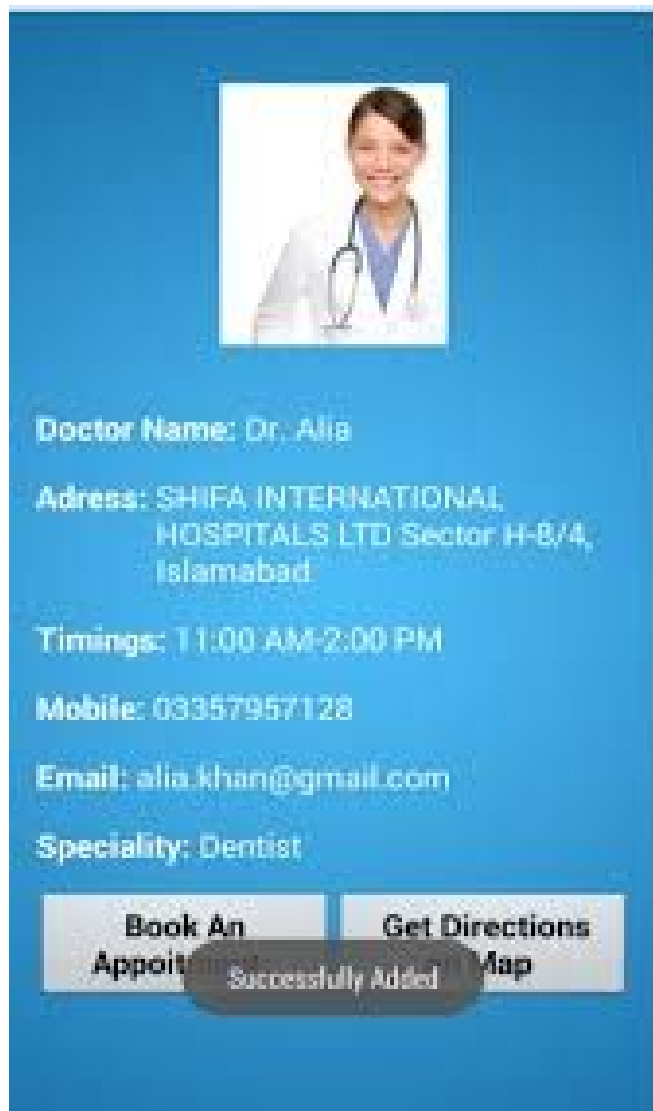 Doctor Name: Dr. Alia
Adress: SHIFA INTERNATIONAL
HOSPITALS LTD Sector H-8/4,
Islamabad
Timings: 11:00 AM-2:00 PM
Mobile: 03357957128
Email: alia.khan@gmail.com
Speciality: Dentist
Book An
Get Directions
Map
Successfully Added